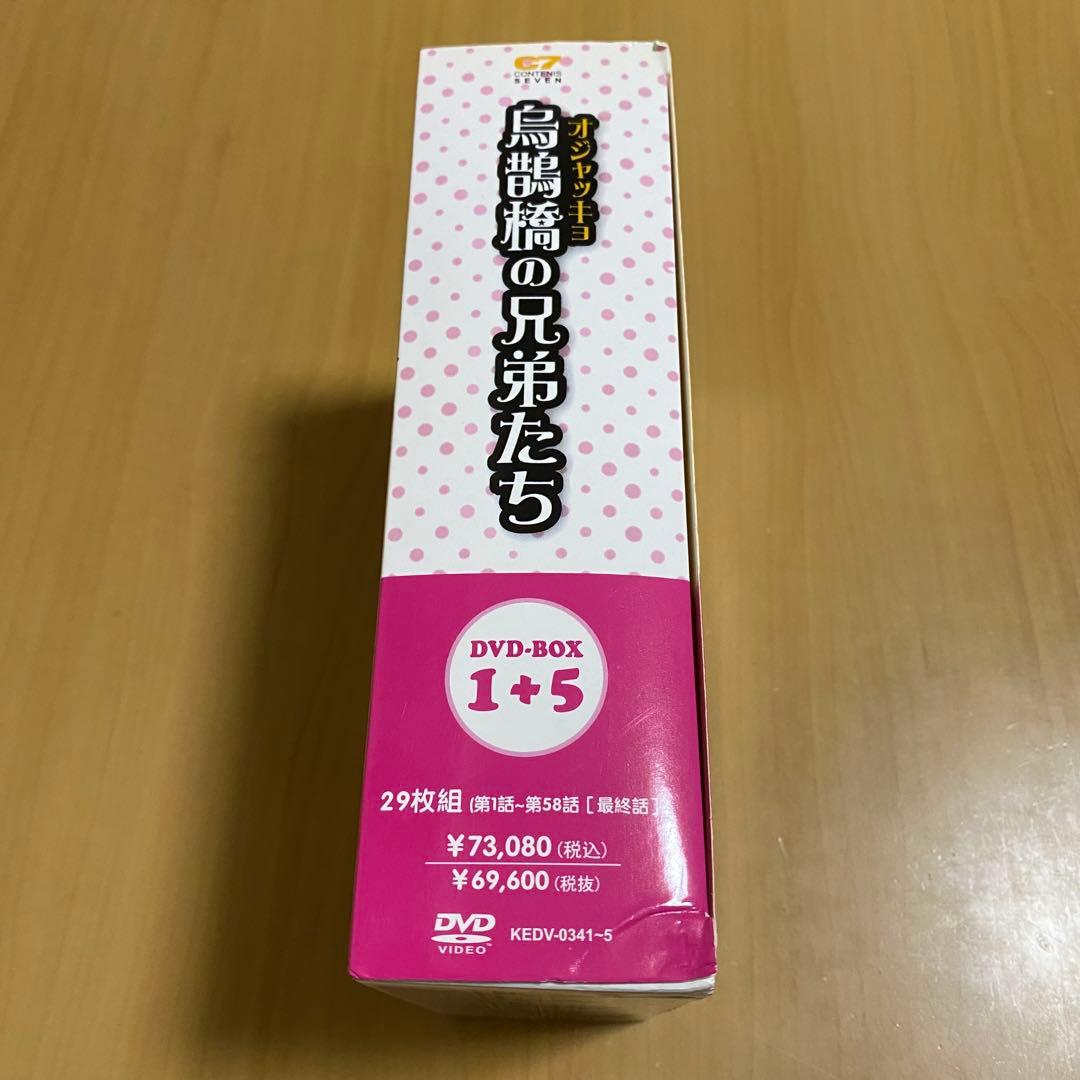 C7
CONTENIS
SEVEN
オジャッキョ
烏鵲橋の兄弟たち
DVD-BOX
1+5
29枚組 (第1話~第58話 [最終話]
¥73,080 (税込)
¥69,600 (税抜)
DVD
VIDEO™
KEDV-0341~5